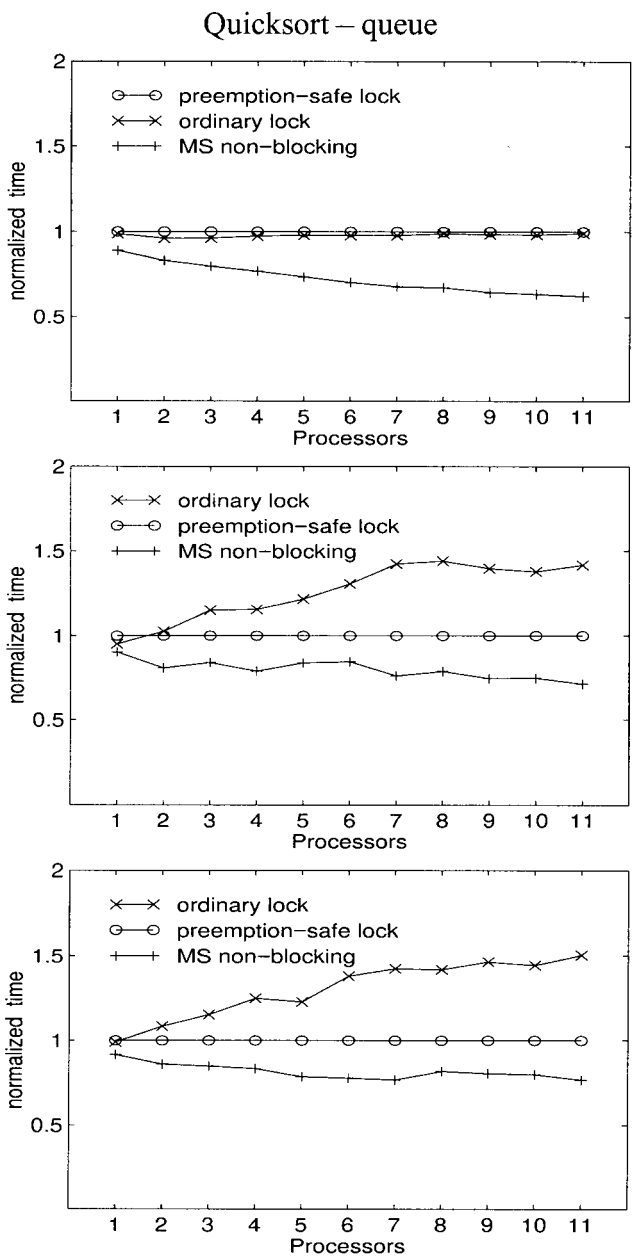 Quicksort – queue
2
preemption–safe lock
ordinary lock
MS non–blocking
1.5
1
0.5
normalized time
1 2 3 4 5 6 7 8 9 10 11
Processors
2
ordinary lock
preemption–safe lock
MS non–blocking
1.5
1
0.5
normalized time
1 2 3 4 5 6 7 8 9 10 11
Processors
2
ordinary lock
preemption–safe lock
MS non–blocking
1.5
1
0.5
normalized time
1 2 3 4 5 6 7 8 9 10 11
Processors